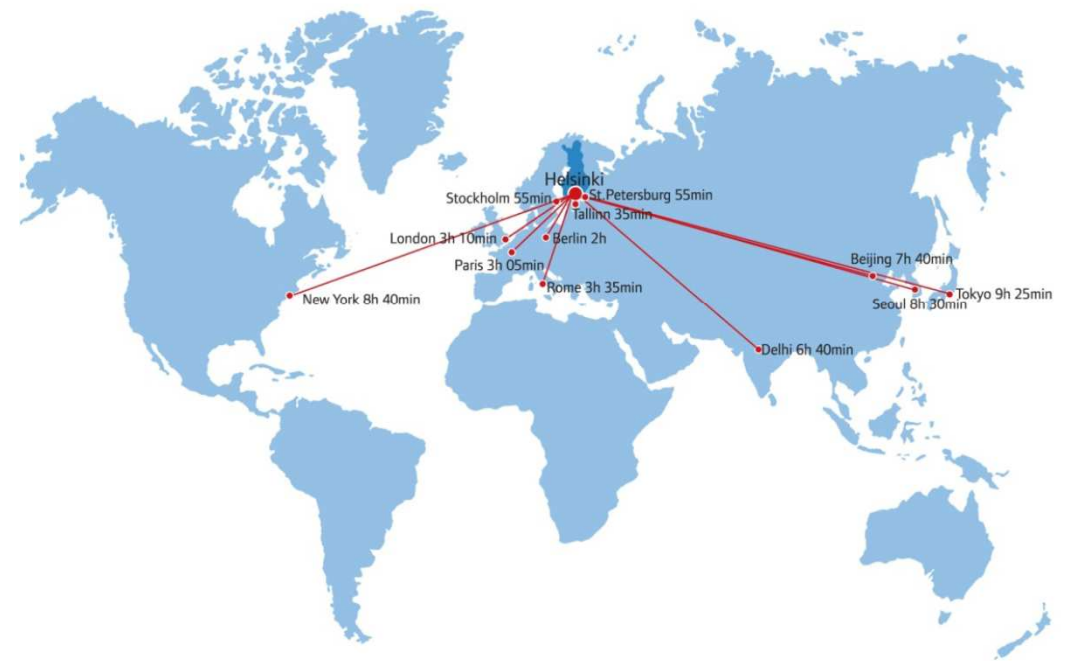 Helsinki
Stockholm 55min
St.Petersburg 55min
Tallinn 35min
London 3h 10min
Berlin 2h
Paris 3h 05min
Rome 3h 35min
New York 8h 40min
Beijing 7h 40min
Seoul 8h 30min
Tokyo 9h 25min
Delhi 6h 40min